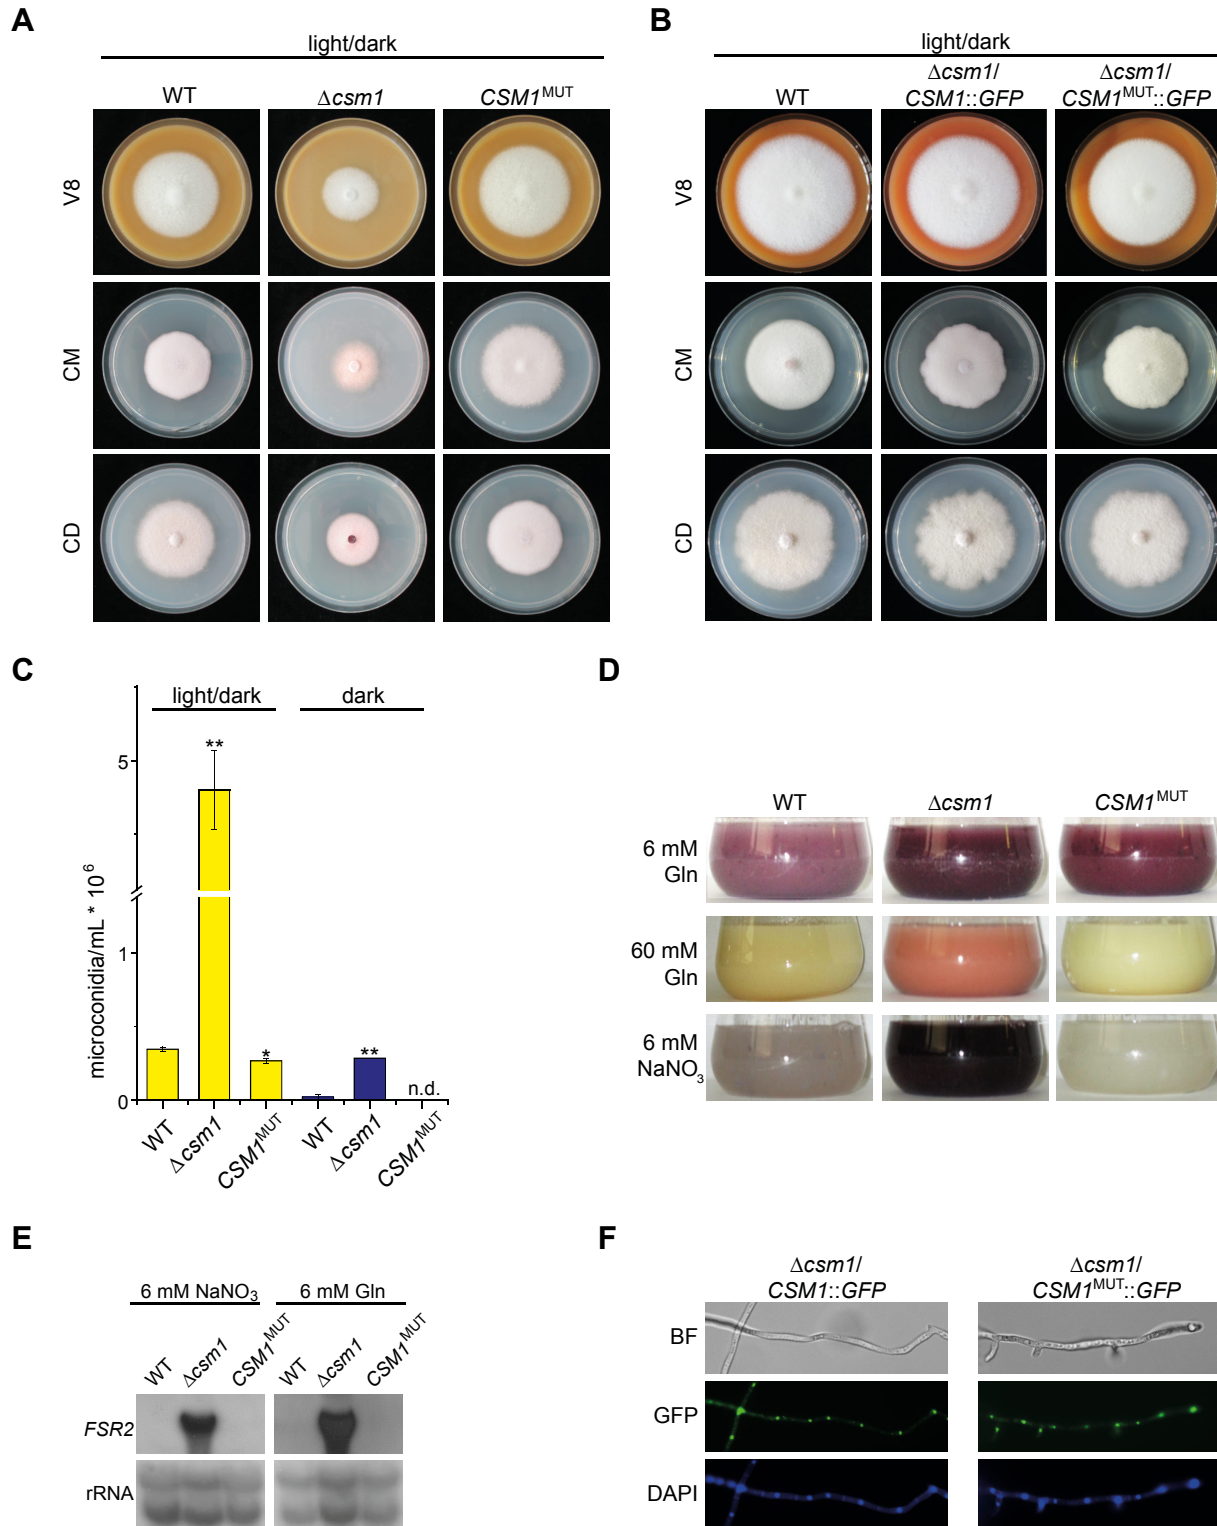 A
light/dark
WT Δcsm1 CSM1MUT
V8
CM
CD
B
light/dark
WT Δcsm1/ CSM1::GFP Δcsm1/ CSM1MUT::GFP
V8
CM
CD
C
light/dark dark
microconidia/mL * 10^6
5
1
0
** * ** n.d.
WT Δcsm1 CSM1MUT WT Δcsm1 CSM1MUT
D
WT Δcsm1 CSM1MUT
6 mM
Gln
60 mM
Gln
6 mM
NaNO3
E
6 mM NaNO3 6 mM Gln
WT Δcsm1 CSM1MUT WT Δcsm1 CSM1MUT
FSR2
rRNA
F
Δcsm1/ Δcsm1/
CSM1::GFP CSM1MUT::GFP
BF
GFP
DAPI